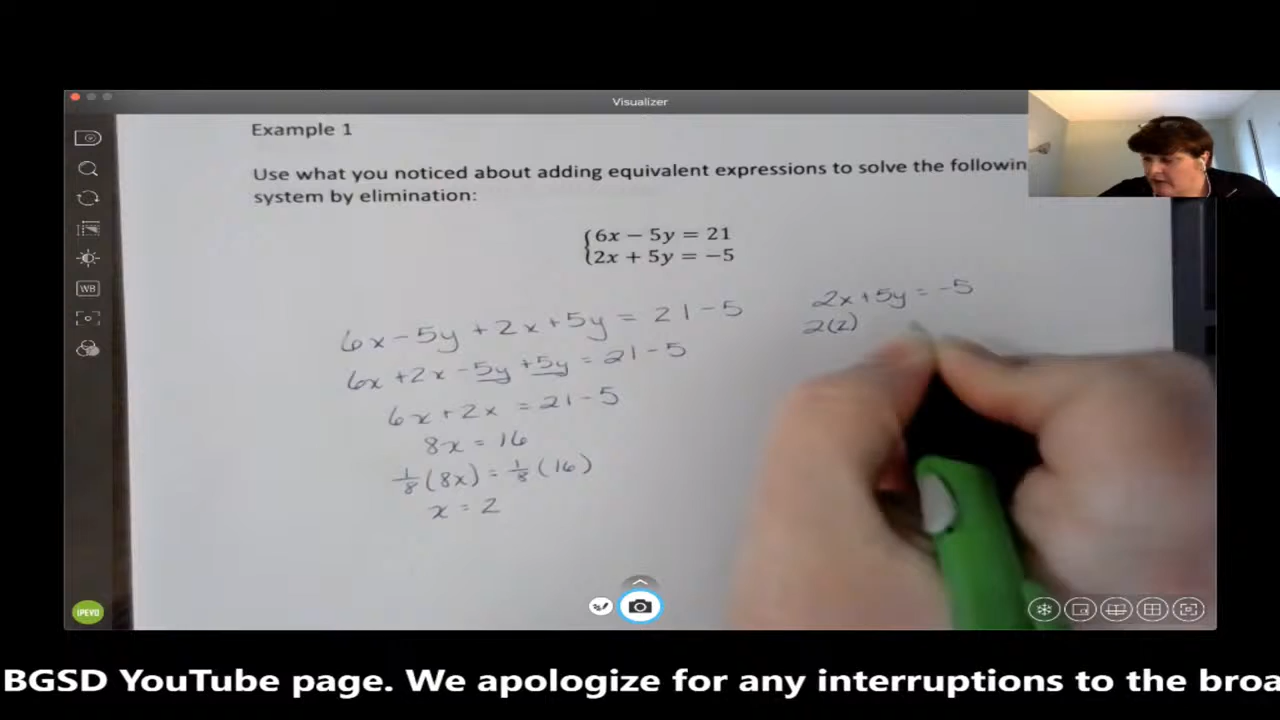 Visualizer
Example 1
Use what you noticed about adding equivalent expressions to solve the followin
system by elimination:
{6x − 5y = 21
2x + 5y = −5
6x − 5y + 2x + 5y = 21 − 5
6x + 2x − 5y + 5y = 21 − 5
6x + 2x = 21 − 5
8x = 16
1/8 (8x) = 1/8 (16)
x = 2
2x + 5y = -5
2(2)
WB
IPEVO
BGSD YouTube page. We apologize for any interruptions to the broa